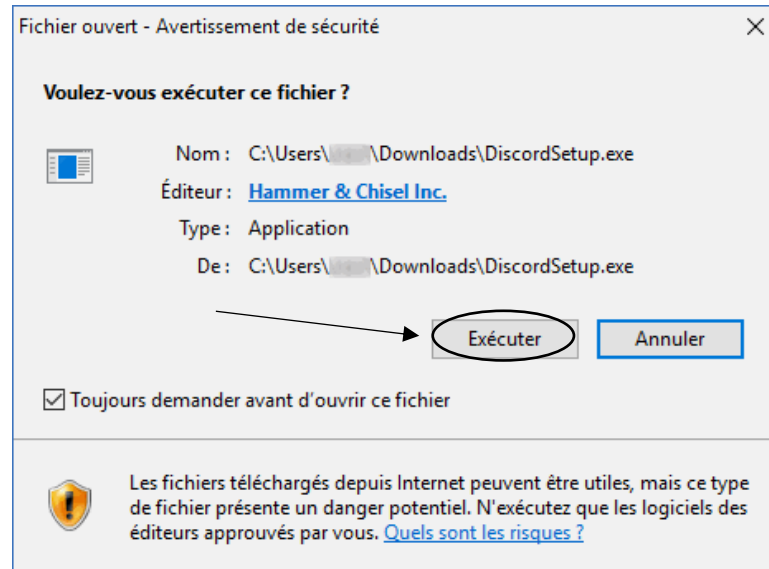 Fichier ouvert - Avertissement de sécurité
Voulez-vous exécuter ce fichier ?
Nom : C:\Users\ \Downloads\DiscordSetup.exe
Éditeur : Hammer & Chisel Inc.
Type : Application
De : C:\Users\ \Downloads\DiscordSetup.exe
Exécuter Annuler
Toujours demander avant d'ouvrir ce fichier
Les fichiers téléchargés depuis Internet peuvent être utiles, mais ce type
de fichier présente un danger potentiel. N'exécutez que les logiciels des
éditeurs approuvés par vous. Quels sont les risques ?